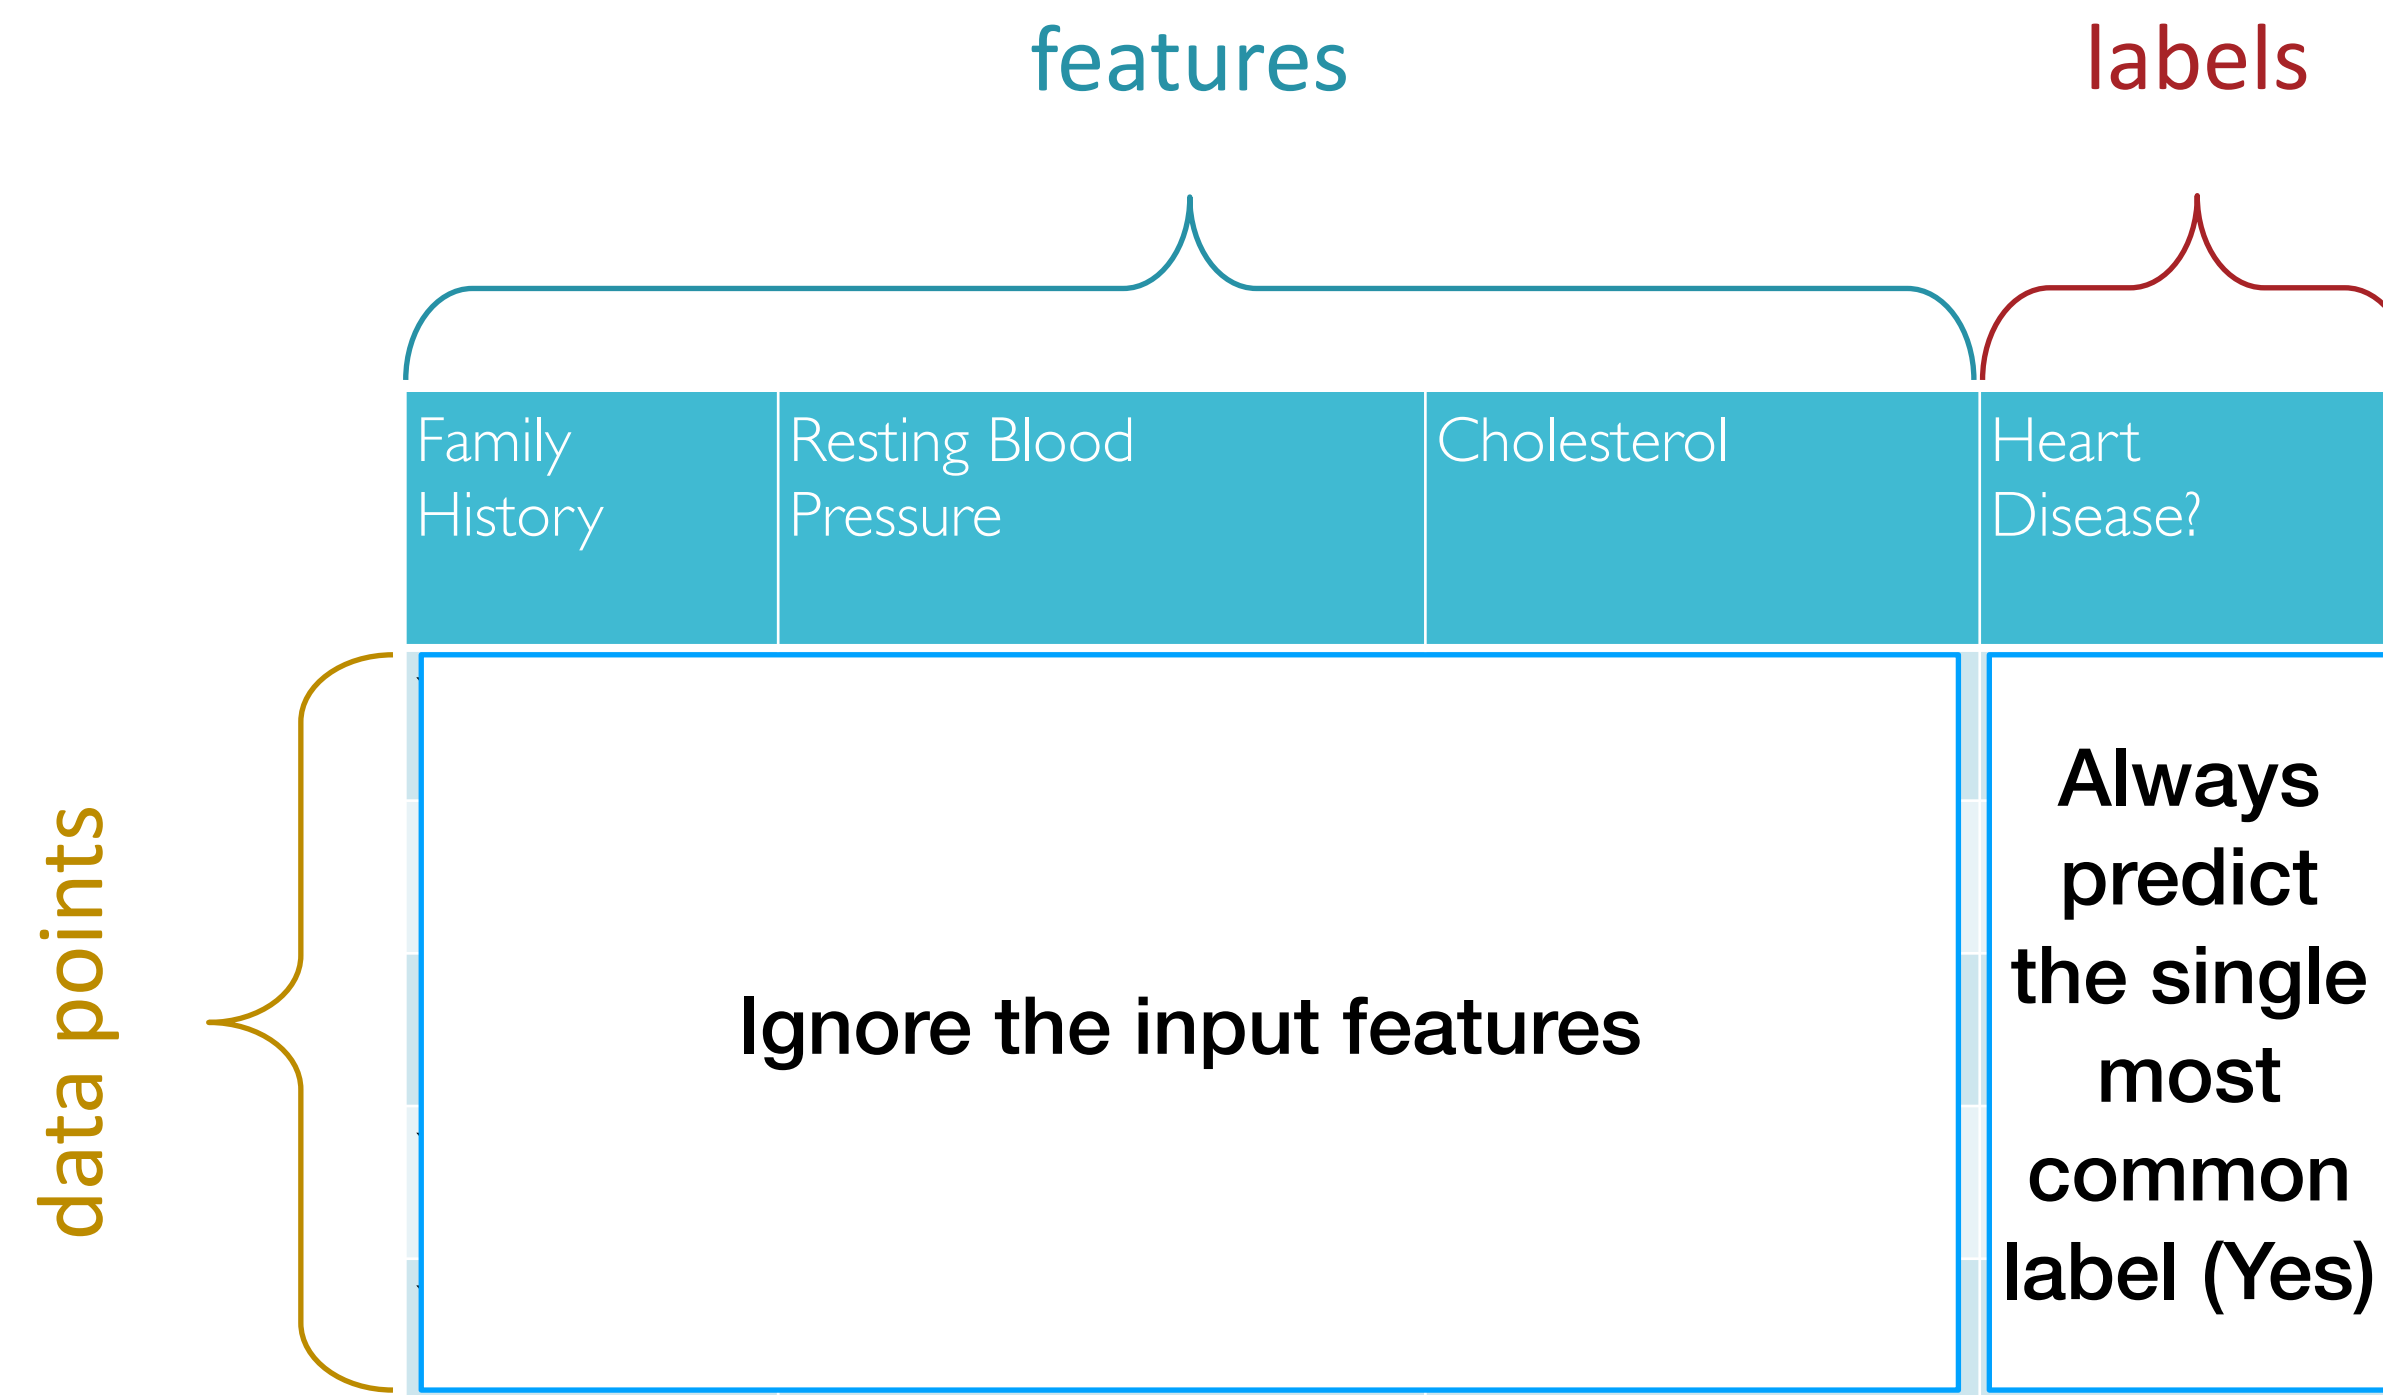 features
labels
Family
History
Resting Blood
Pressure
Cholesterol
Heart
Disease?
data points
Ignore the input features
Always
predict
the single
most
common
label (Yes)